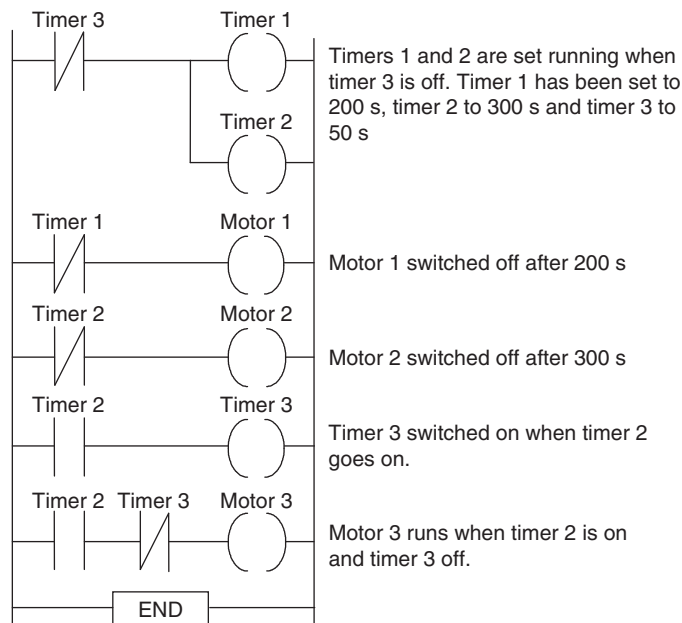 Timer 3 Timer 1
Timers 1 and 2 are set running when
timer 3 is off. Timer 1 has been set to
200 s, timer 2 to 300 s and timer 3 to
50 s
Timer 2
Timer 1 Motor 1
Motor 1 switched off after 200 s
Timer 2 Motor 2
Motor 2 switched off after 300 s
Timer 2 Timer 3
Timer 3 switched on when timer 2
goes on.
Timer 2 Timer 3 Motor 3
Motor 3 runs when timer 2 is on
and timer 3 off.
END